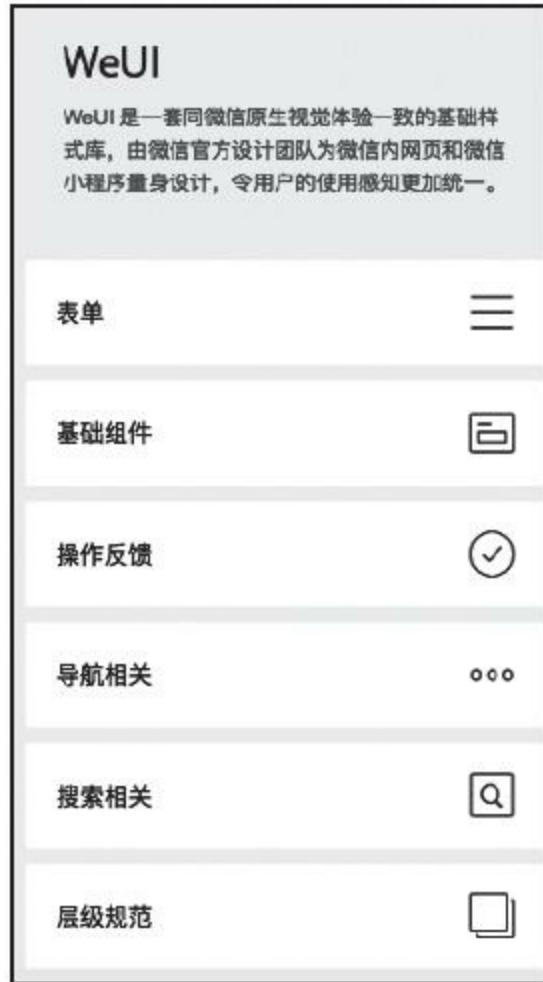 WeUI
WeUI 是一套同微信原生视觉体验一致的基础样
式库，由微信官方设计团队为微信内网页和微信
小程序量身设计，令用户的使用感知更加统一。
表单
基础组件
操作反馈
导航相关
搜索相关
层级规范